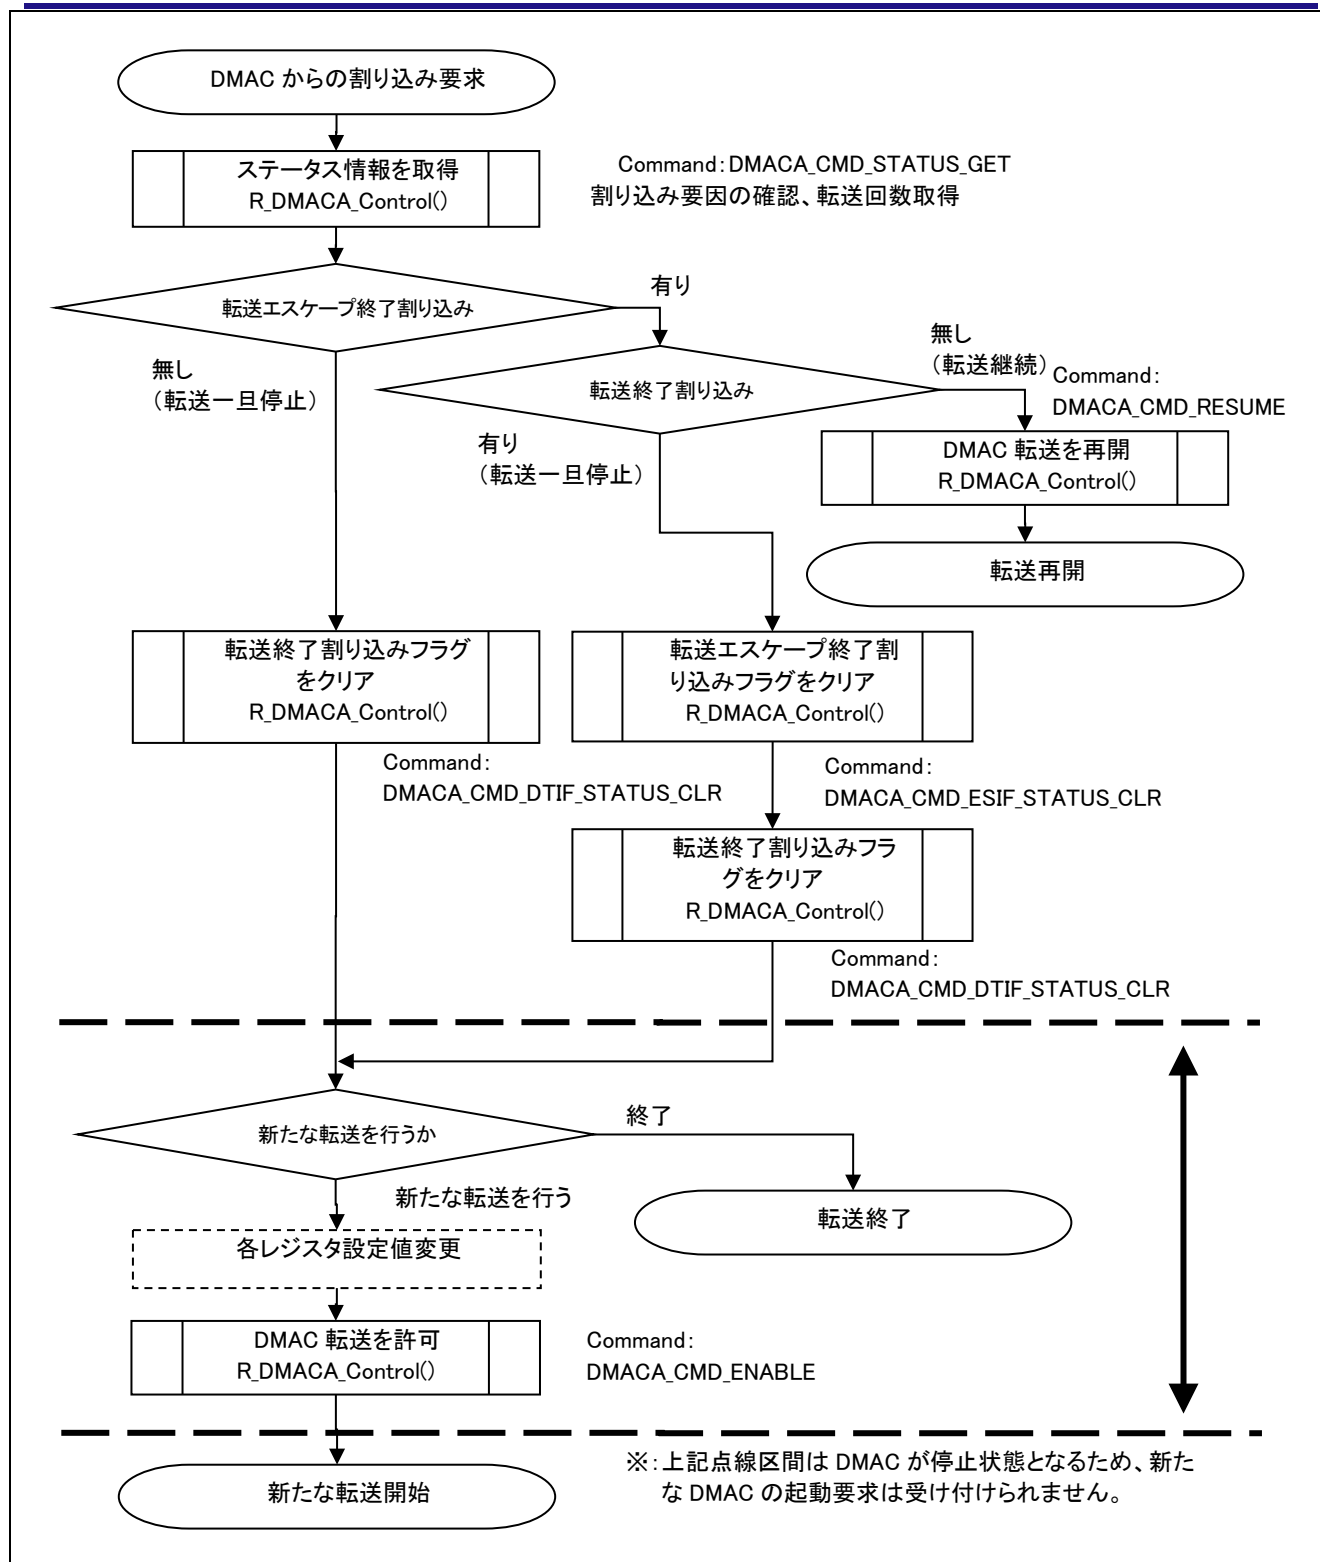 DMAC からの割り込み要求
ステータス情報を取得
R_DMACA_Control()
Command：DMACA_CMD_STATUS_GET
割り込み要因の確認、転送回数取得
転送エスケープ終了割り込み
有り
無し
（転送一旦停止）
転送終了割り込み
無し
（転送継続）
Command：
DMACA_CMD_RESUME
有り
（転送一旦停止）
DMAC 転送を再開
R_DMACA_Control()
転送再開
転送終了割り込みフラグ
をクリア
R_DMACA_Control()
Command：
DMACA_CMD_DTIF_STATUS_CLR
転送エスケープ終了割
り込みフラグをクリア
R_DMACA_Control()
Command：
DMACA_CMD_ESIF_STATUS_CLR
転送終了割り込みフラ
グをクリア
R_DMACA_Control()
Command：
DMACA_CMD_DTIF_STATUS_CLR
新たな転送を行うか
終了
新たな転送を行う
転送終了
各レジスタ設定値変更
DMAC 転送を許可
R_DMACA_Control()
Command：
DMACA_CMD_ENABLE
新たな転送開始
※：上記点線区間は DMAC が停止状態となるため、新た
な DMAC の起動要求は受け付けられません。